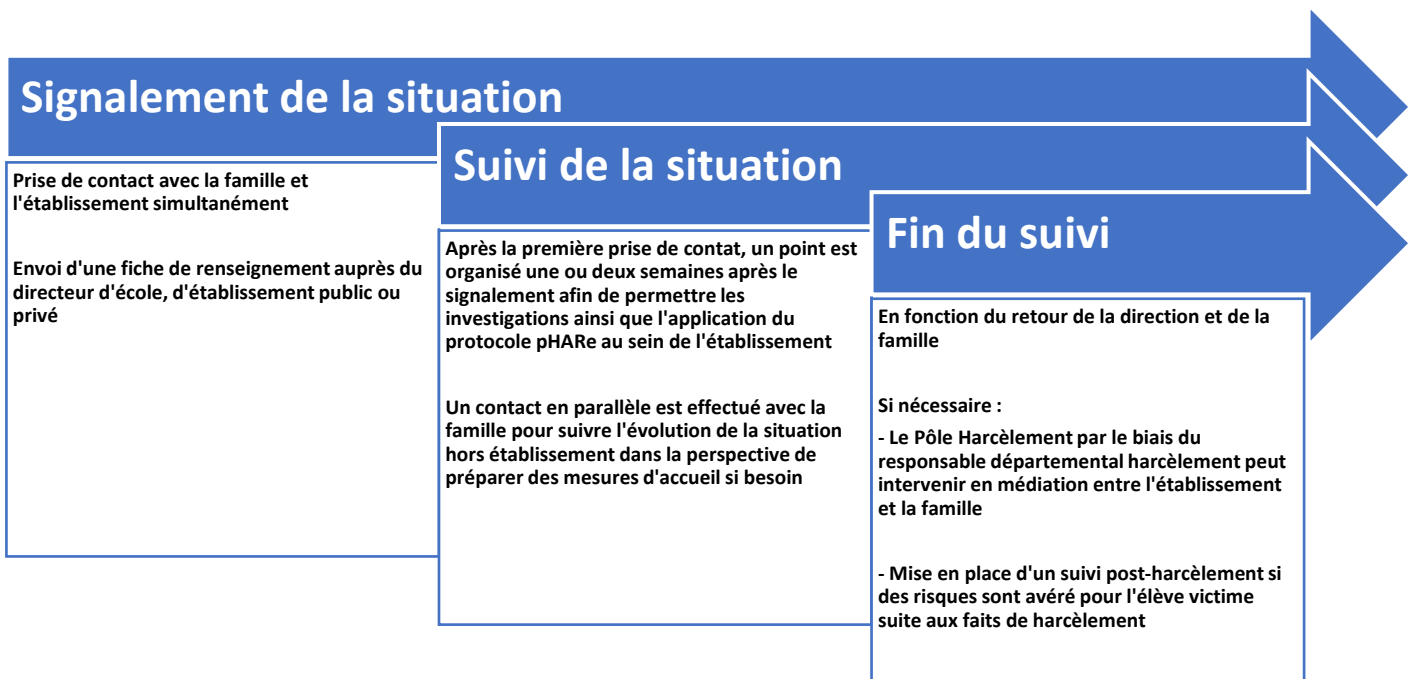 Signalement de la situation
Prise de contact avec la famille et
l'établissement simultanément
Envoi d'une fiche de renseignement auprès du
directeur d'école, d'établissement public ou
privé
Suivi de la situation
Après la première prise de contat, un point est
organisé une ou deux semaines après le
signalement afin de permettre les
investigations ainsi que l'application du
protocole pHARe au sein de l'établissement
Un contact en parallèle est effectué avec la
famille pour suivre l'évolution de la situation
hors établissement dans la perspective de
préparer des mesures d'accueil si besoin
Fin du suivi
En fonction du retour de la direction et de la
famille
Si nécessaire :
- Le Pôle Harcèlement par le biais du
responsable départemental harcèlement peut
intervenir en médiation entre l'établissement
et la famille
- Mise en place d'un suivi post-harcèlement si
des risques sont avéré pour l'élève victime
suite aux faits de harcèlement